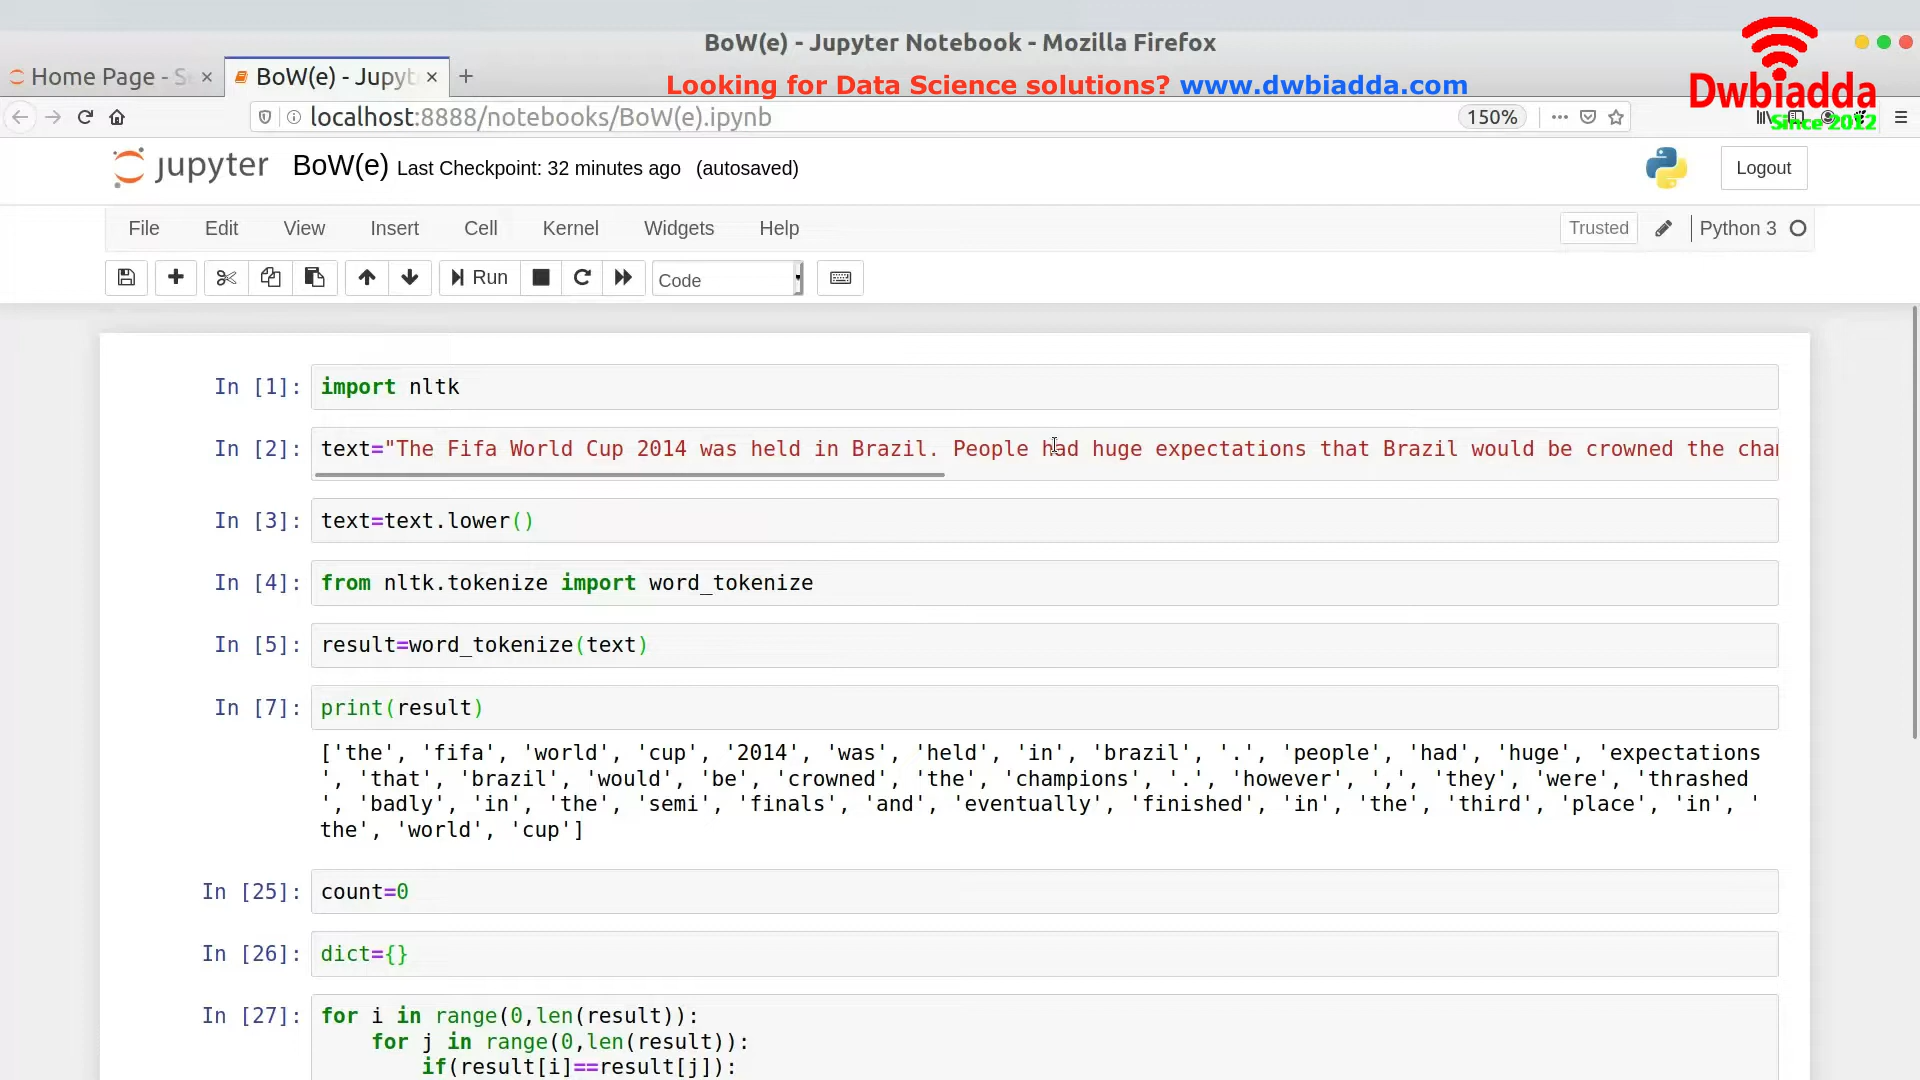 BoW(e) - Jupyter Notebook - Mozilla Firefox
Home Page - S
BoW(e) - Jupyt
Looking for Data Science solutions? www.dwbiadda.com
Dwbiadda
Since 2012
localhost:8888/notebooks/BoW(e).ipynb
150%
jupyter BoW(e) Last Checkpoint: 32 minutes ago (autosaved)
Logout
File Edit View Insert Cell Kernel Widgets Help
Trusted
Python 3
Run
Code
In [1]: import nltk
In [2]: text="The Fifa World Cup 2014 was held in Brazil. People had huge expectations that Brazil would be crowned the cham
In [3]: text=text.lower()
In [4]: from nltk.tokenize import word_tokenize
In [5]: result=word_tokenize(text)
In [7]: print(result)
['the', 'fifa', 'world', 'cup', '2014', 'was', 'held', 'in', 'brazil', '.', 'people', 'had', 'huge', 'expectations
', 'that', 'brazil', 'would', 'be', 'crowned', 'the', 'champions', '.', 'however', ',', 'they', 'were', 'thrashed
', 'badly', 'in', 'the', 'semi', 'finals', 'and', 'eventually', 'finished', 'in', 'the', 'third', 'place', 'in', '
the', 'world', 'cup']
In [25]: count=0
In [26]: dict={}
In [27]: for i in range(0,len(result)):
for j in range(0,len(result)):
if(result[i]==result[j]):